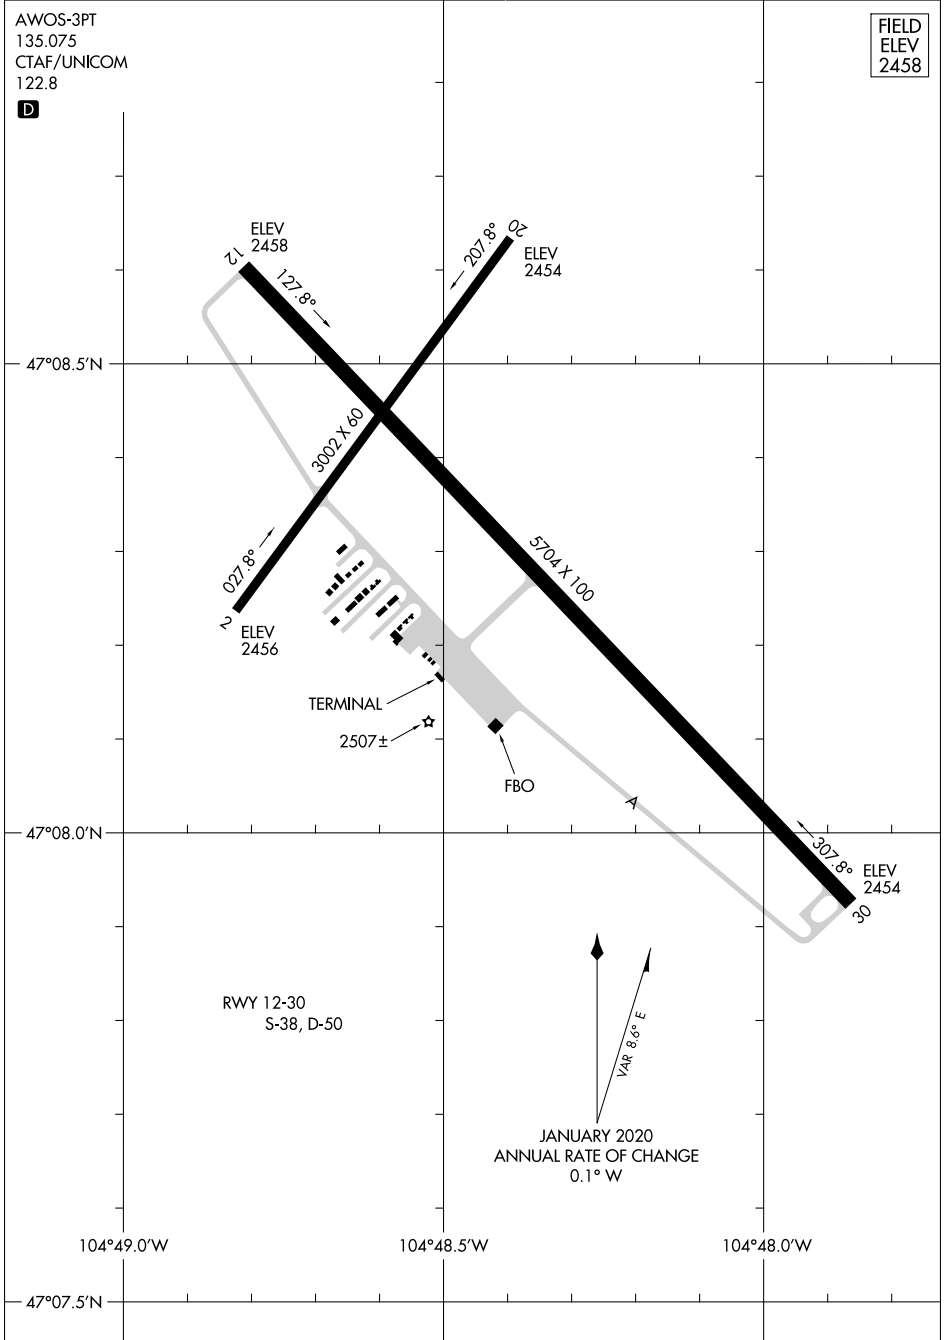 AWOS-3PT
135.075
CTAF/UNICOM
122.8
D
FIELD
ELEV
2458
ELEV
2458
12
127.8°
20
207.8°
ELEV
2454
47°08.5'N
3002 X 60
5704 X 100
027.8°
2
ELEV
2456
TERMINAL
2507±
FBO
A
47°08.0'N
307.8°
ELEV
2454
30
RWY 12-30
S-38, D-50
VAR 8.6° E
JANUARY 2020
ANNUAL RATE OF CHANGE
0.1° W
104°49.0'W
104°48.5'W
104°48.0'W
47°07.5'N